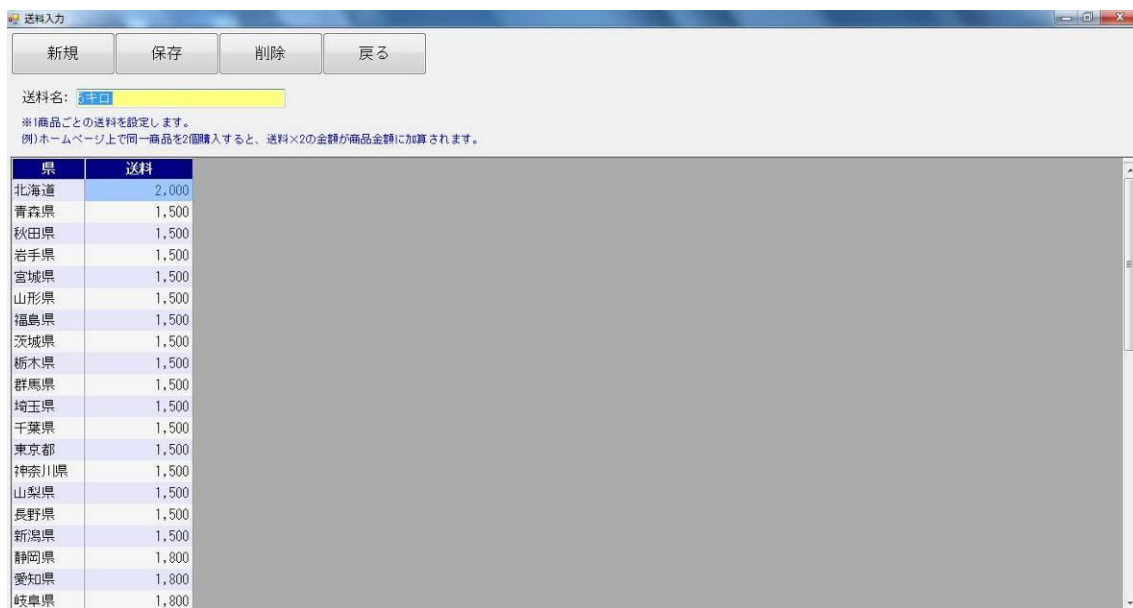 送料入力
新規 保存 削除 戻る
送料名: 5キロ
※1商品ごとの送料を設定します。
例)ホームページ上で同一商品を2個購入すると、送料×2の金額が商品金額に加算されます。
県 送料
北海道 2,000
青森県 1,500
秋田県 1,500
岩手県 1,500
宮城県 1,500
山形県 1,500
福島県 1,500
茨城県 1,500
栃木県 1,500
群馬県 1,500
埼玉県 1,500
千葉県 1,500
東京都 1,500
神奈川県 1,500
山梨県 1,500
長野県 1,500
新潟県 1,500
静岡県 1,800
愛知県 1,800
岐阜県 1,800